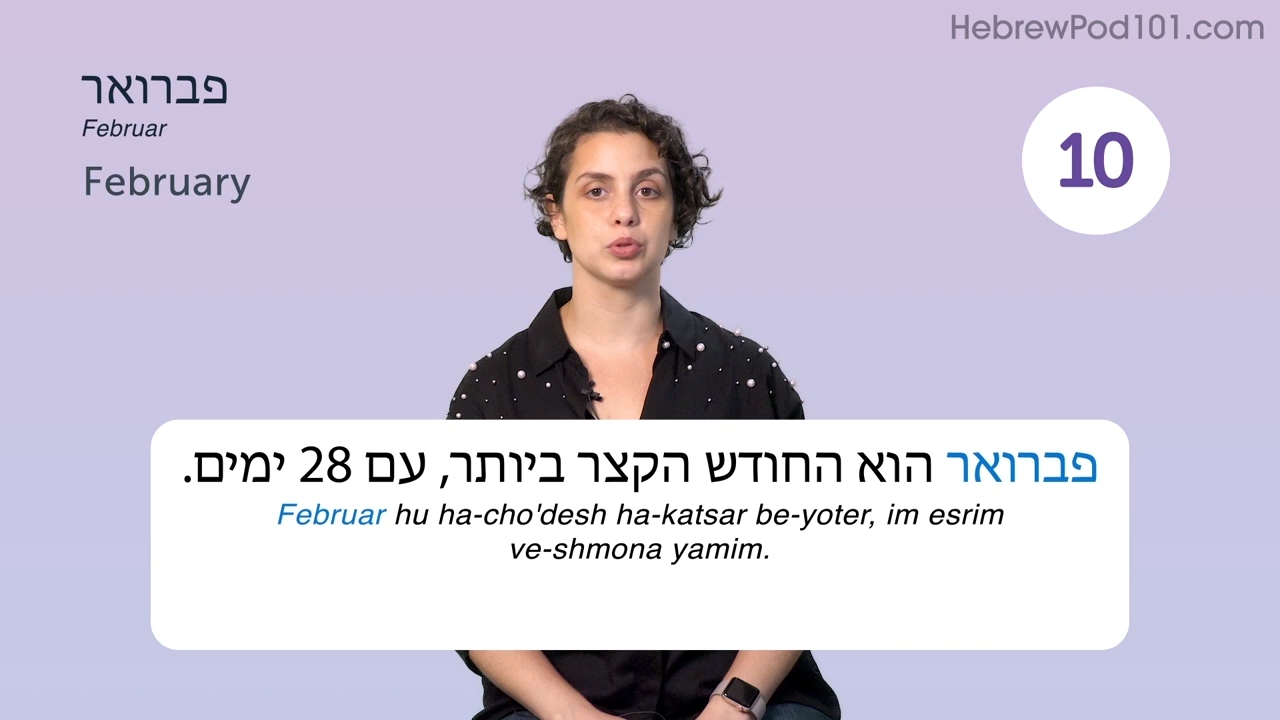 HebrewPod101.com
פברואר
Februar
February
10
פברואר הוא החודש הקצר ביותר, עם 28 ימים.
Februar hu ha-cho'desh ha-katsar be-yoter, im esrim
ve-shmona yamim.